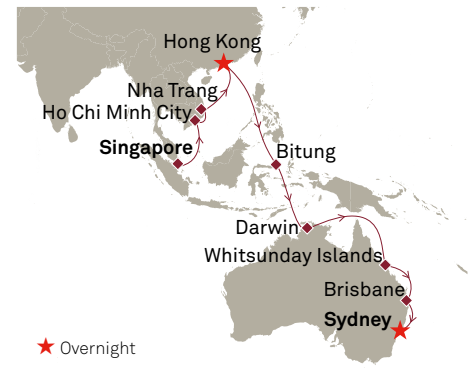 Hong Kong
Nha Trang
Ho Chi Minh City
Singapore
Bitung
Darwin
Whitsunday Islands
Brisbane
Sydney
Overnight